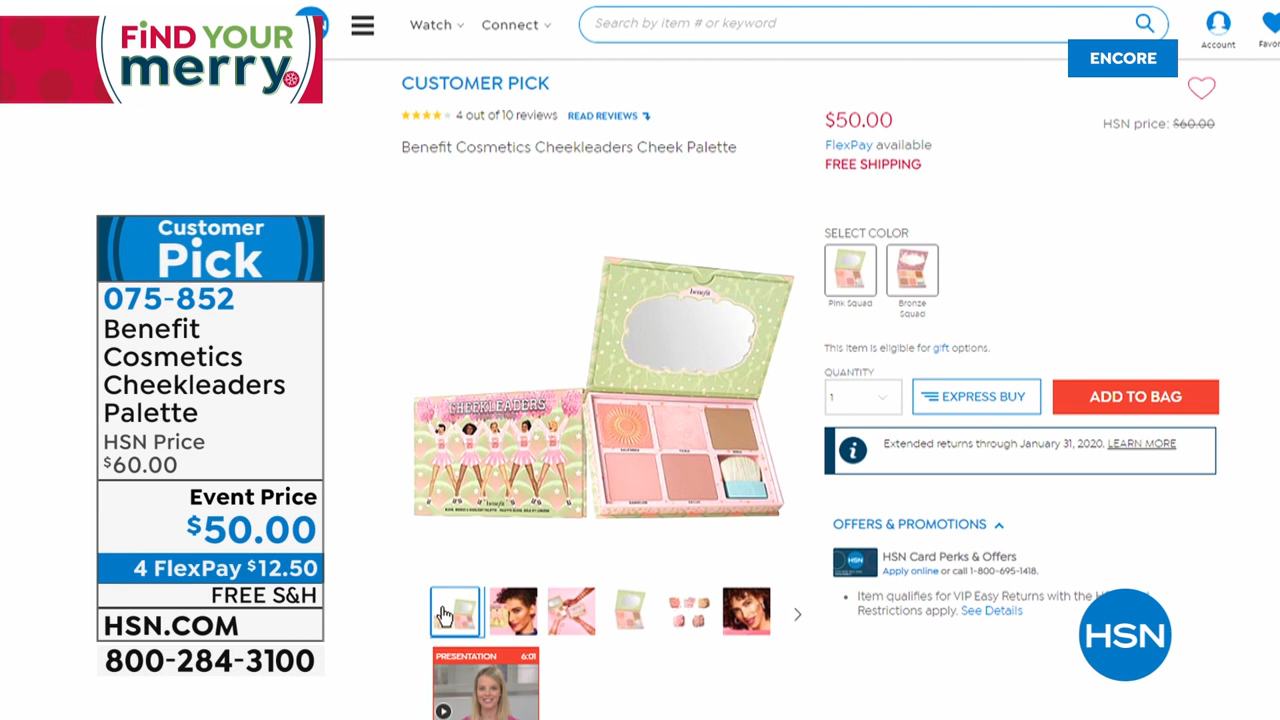 FiND YOUR
merry
Watch
Connect
Search by item # or keyword
Account
ENCORE
CUSTOMER PICK
4 out of 10 reviews
READ REVIEWS
Benefit Cosmetics Cheekleaders Cheek Palette
$50.00
HSN price: $60.00
FlexPay available
FREE SHIPPING
SELECT COLOR
Pink Squad
Bronze
Squad
This item is eligible for gift options.
QUANTITY
1
EXPRESS BUY
ADD TO BAG
Extended returns through January 31, 2020. LEARN MORE
OFFERS & PROMOTIONS
HSN
HSN Card Perks & Offers
Apply online or call 1-800-695-1418.
Item qualifies for VIP Easy Returns with the
Restrictions apply. See Details
HSN
Customer
Pick
075-852
Benefit
Cosmetics
Cheekleaders
Palette
HSN Price
$60.00
Event Price
$50.00
4 FlexPay $12.50
FREE S&H
HSN.COM
800-284-3100
benefit
CHEEKLEADERS
benefit
PRESENTATION 6:01